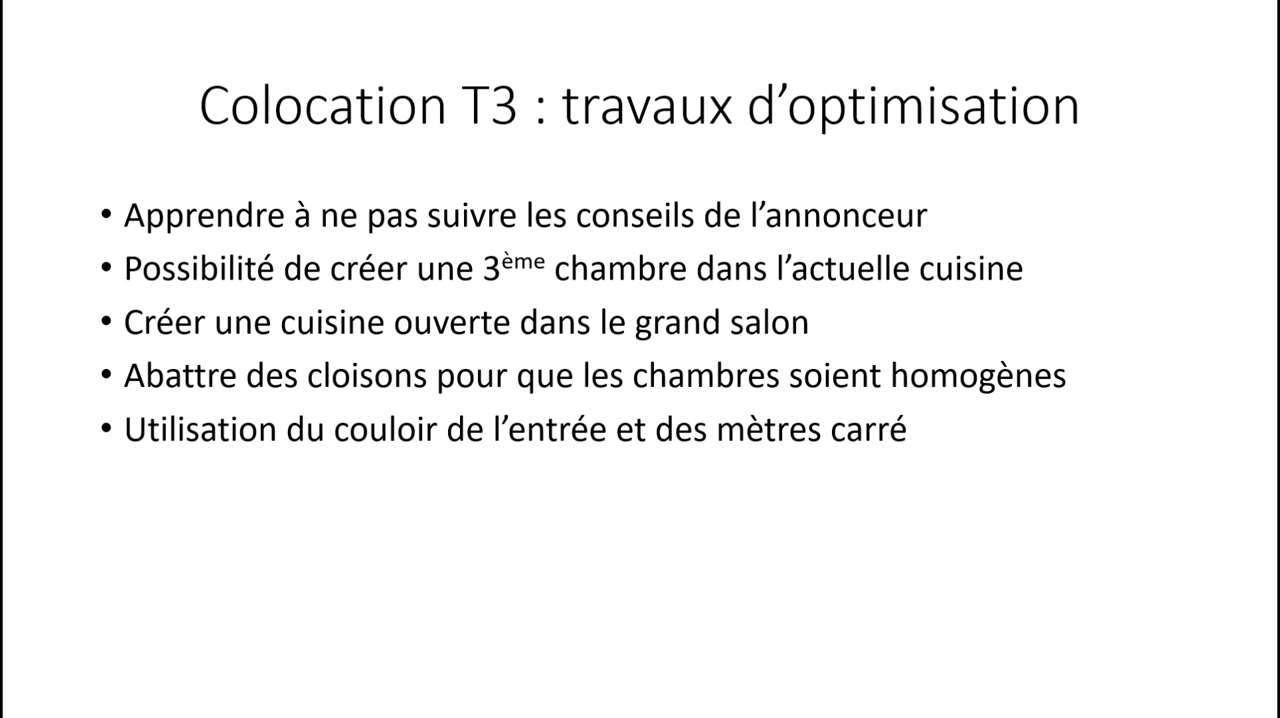 Colocation T3 : travaux d’optimisation
• Apprendre à ne pas suivre les conseils de l’annonceur
• Possibilité de créer une 3ème chambre dans l’actuelle cuisine
• Créer une cuisine ouverte dans le grand salon
• Abattre des cloisons pour que les chambres soient homogènes
• Utilisation du couloir de l’entrée et des mètres carré